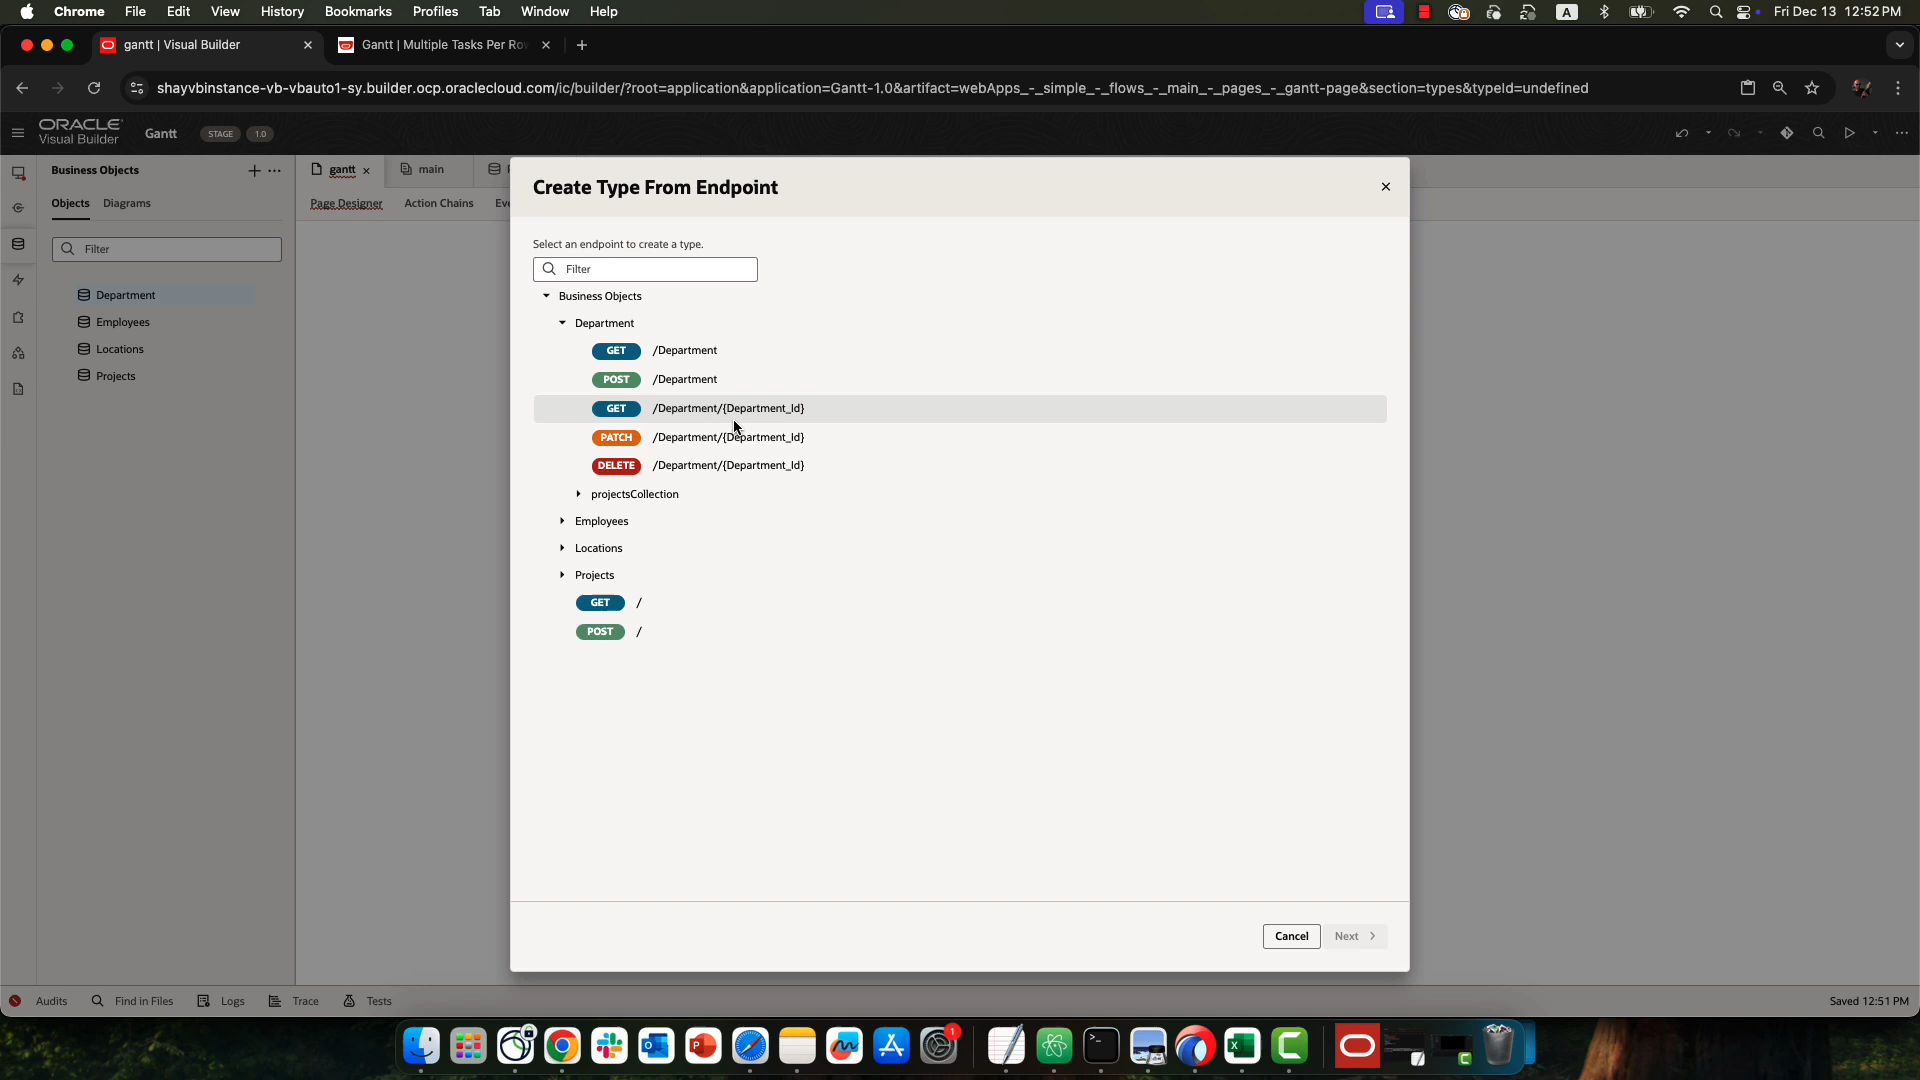 Chrome File Edit View History Bookmarks Profiles Tab Window Help A Fri Dec 13 12:52 PM
gantt | Visual Builder Gantt | Multiple Tasks Per Ro
shayvbinstance-vb-vbauto1-sy.builder.ocp.oraclecloud.com/ic/builder/?root=application&application=Gantt-1.0&artifact=webApps_-_simple_-_flows_-_main_-_pages_-_gantt-page&section=types&typeId=undefined
ORACLE
Visual Builder
Gantt STAGE 1.0
Business Objects
Objects Diagrams
Filter
Department
Employees
Locations
Projects
gantt main
Page Designer Action Chains Eve
Create Type From Endpoint
Select an endpoint to create a type.
Filter
Business Objects
Department
GET /Department
POST /Department
GET /Department/{Department_Id}
PATCH /Department/{Department_Id}
DELETE /Department/{Department_Id}
projectsCollection
Employees
Locations
Projects
GET /
POST /
Cancel Next
Audits Find in Files Logs Trace Tests Saved 12:51 PM
1